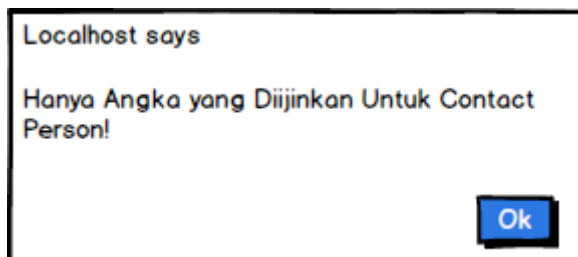 Localhost says
Hanya Angka yang Diijinkan Untuk Contact
Person!
Ok